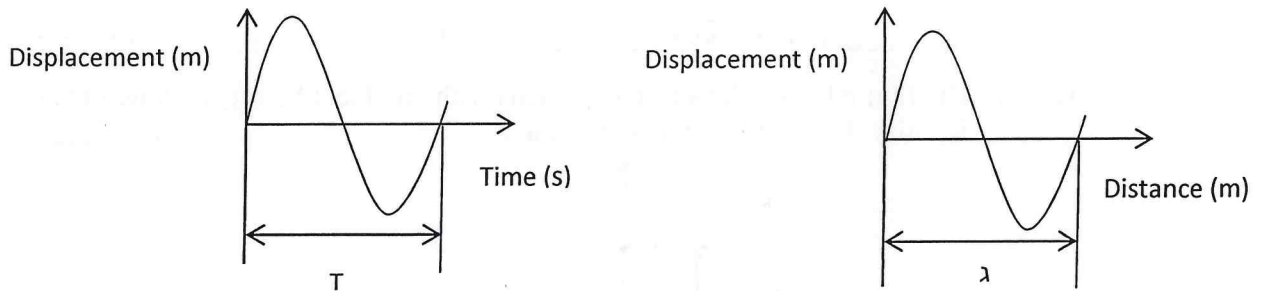 Displacement (m)
Time (s)
T
Displacement (m)
Distance (m)
λ